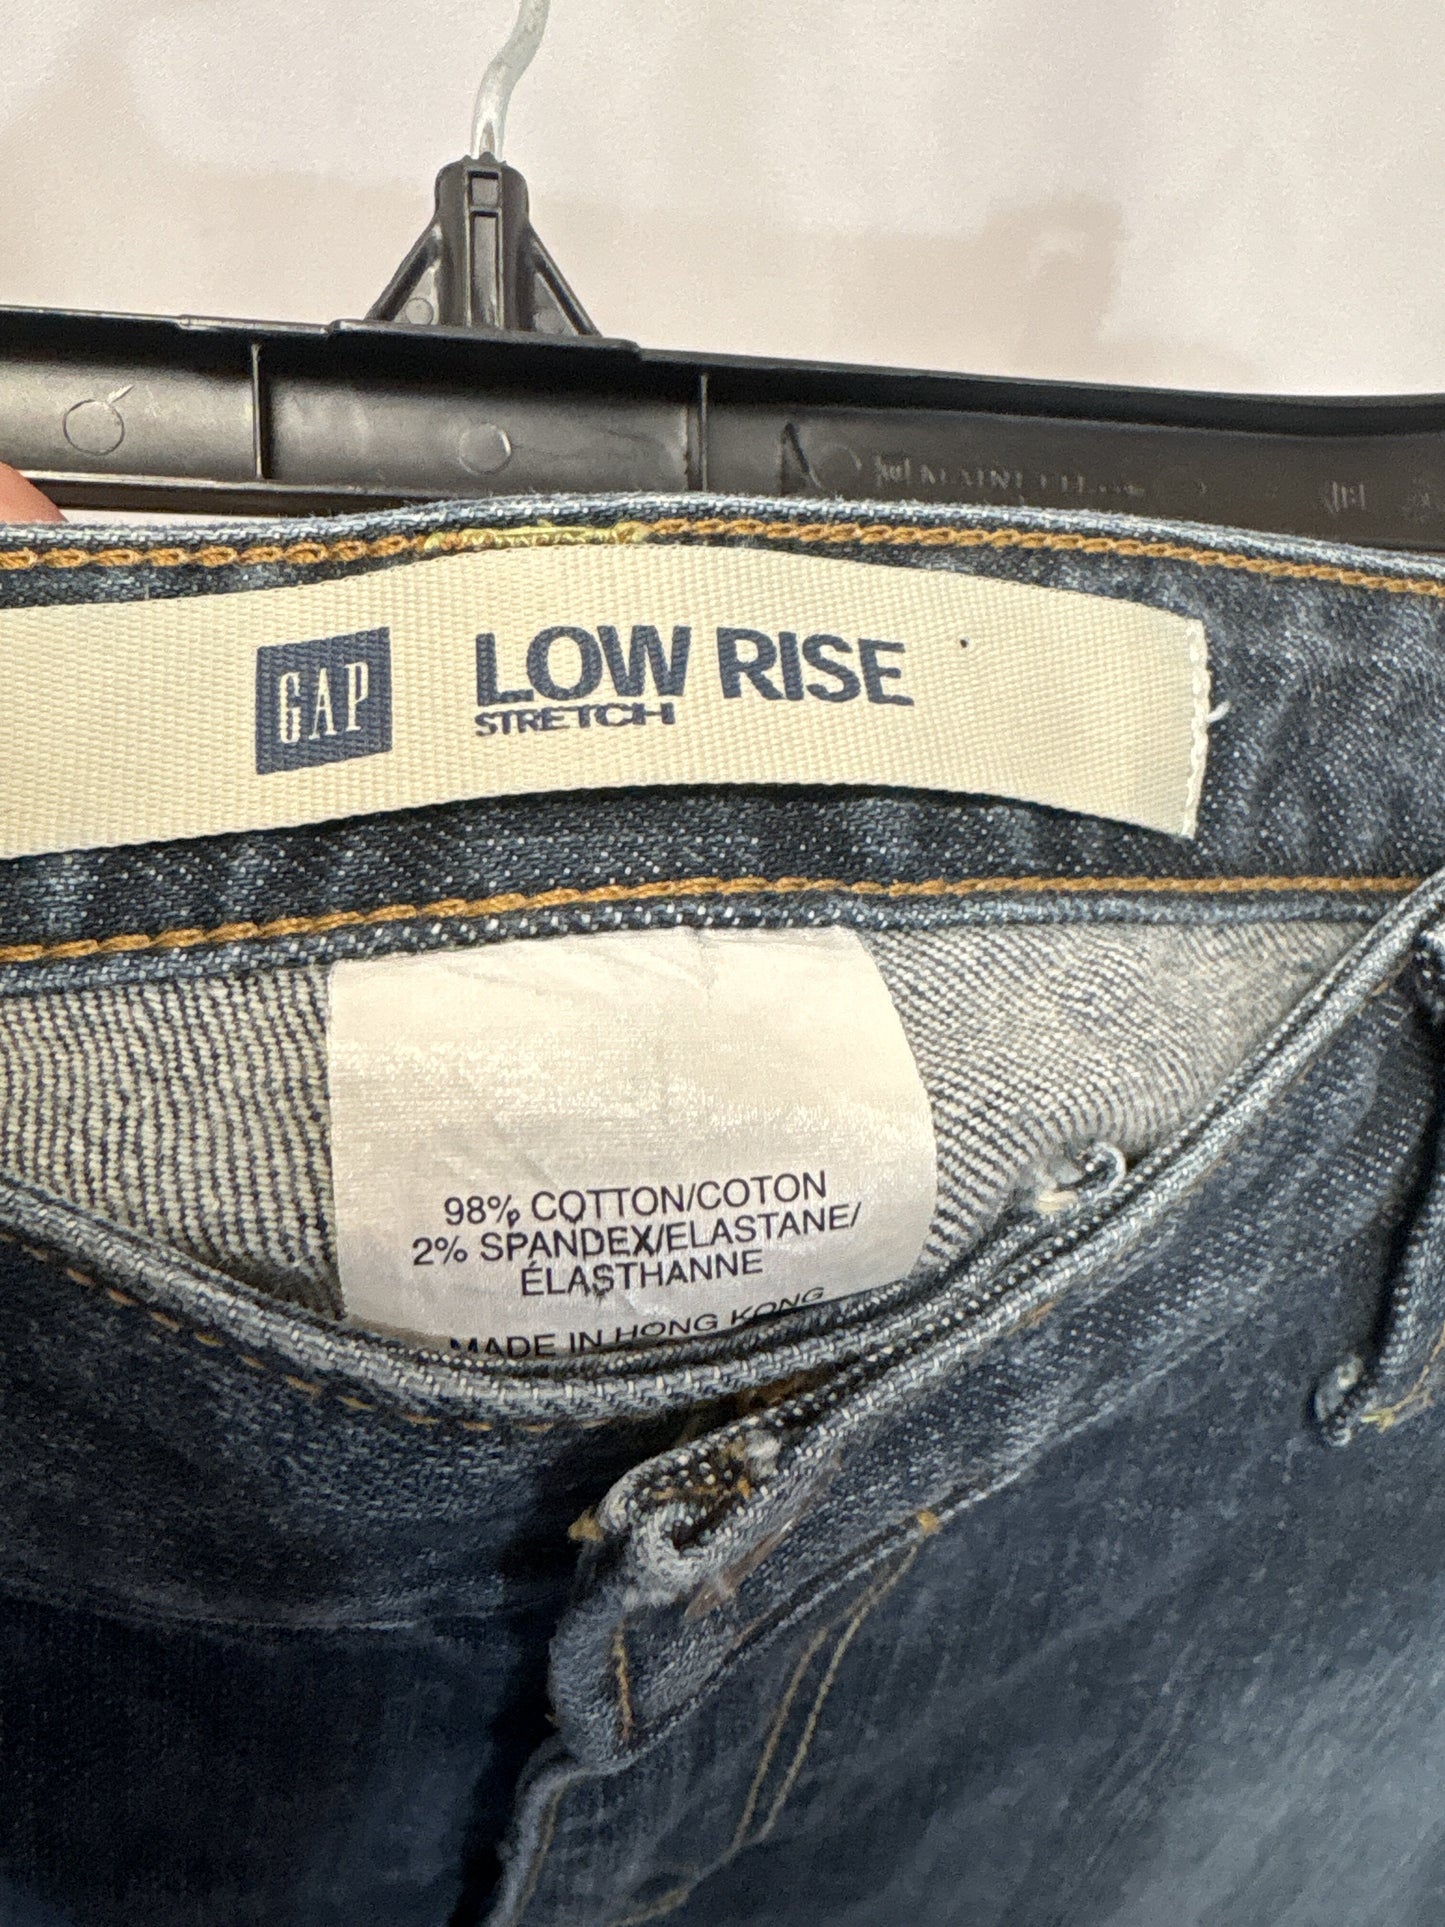 GAP
LOW RISE
STRETCH
98% COTTON/COTON
2% SPANDEX/ELASTANE/
ÉLASTHANNE
MADE IN HONG KONG